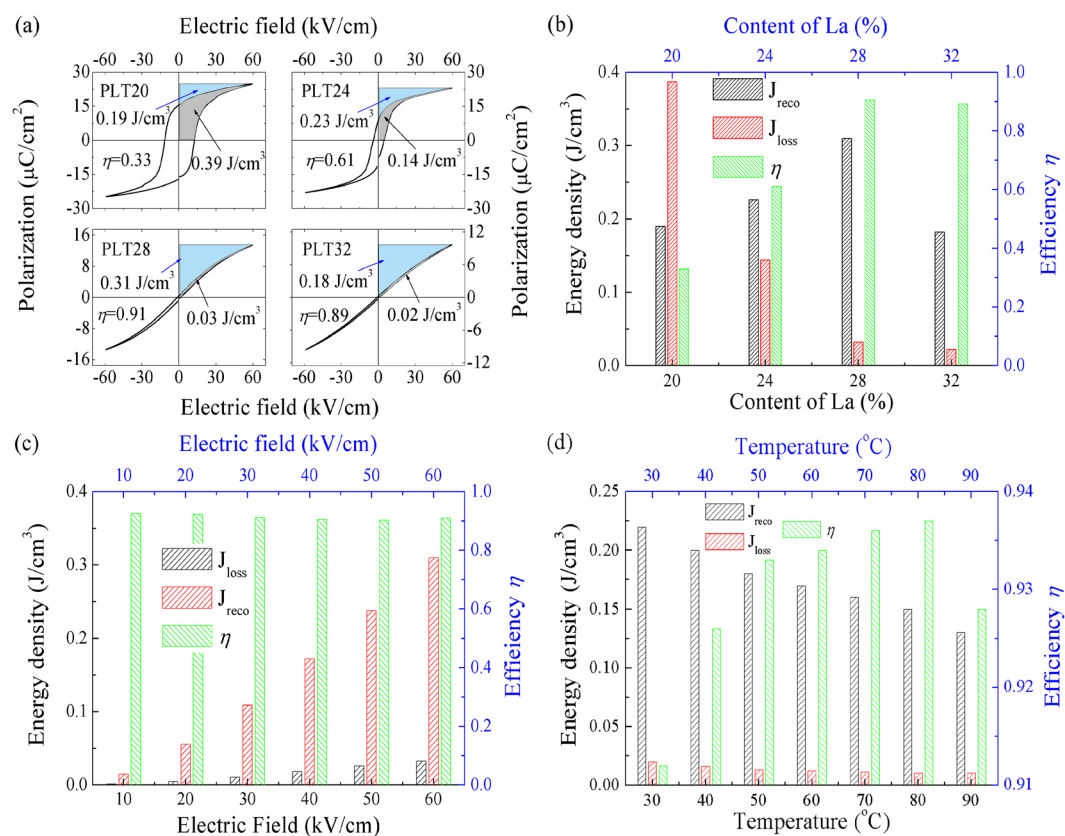 (a)
Electric field (kV/cm)
-60 -30 0 30 60 -60 -30 0 30 60
Polarization (μC/cm²)
30
15
0
-15
-30
PLT20
0.19 J/cm³
η=0.33
0.39 J/cm³
PLT24
0.23 J/cm³
η=0.61
0.14 J/cm³
30
15
0
-15
-30
Polarization (μC/cm²)
16
8
0
-8
-16
PLT28
0.31 J/cm³
η=0.91
0.03 J/cm³
PLT32
0.18 J/cm³
η=0.89
0.02 J/cm³
12
6
0
-6
-12
-60 -30 0 30 60 -60 -30 0 30 60
Electric field (kV/cm)
(b)
Content of La (%)
20 24 28 32
Energy density (J/cm³)
0.4
0.3
0.2
0.1
0.0
J reco
J loss
η
1.0
0.8
0.6
0.4
0.2
0.0
Efficiency η
20 24 28 32
Content of La (%)
(c)
Electric field (kV/cm)
10 20 30 40 50 60
Energy density (J/cm³)
0.4
0.3
0.2
0.1
0.0
J loss
J reco
η
1.0
0.8
0.6
0.4
0.2
0.0
Effieiency η
10 20 30 40 50 60
Electric Field (kV/cm)
(d)
Temperature (°C)
30 40 50 60 70 80 90
Energy density (J/cm³)
0.25
0.20
0.15
0.10
0.05
0.00
J reco
J loss
η
0.94
0.93
0.92
0.91
Efficiency η
30 40 50 60 70 80 90
Temperature (°C)